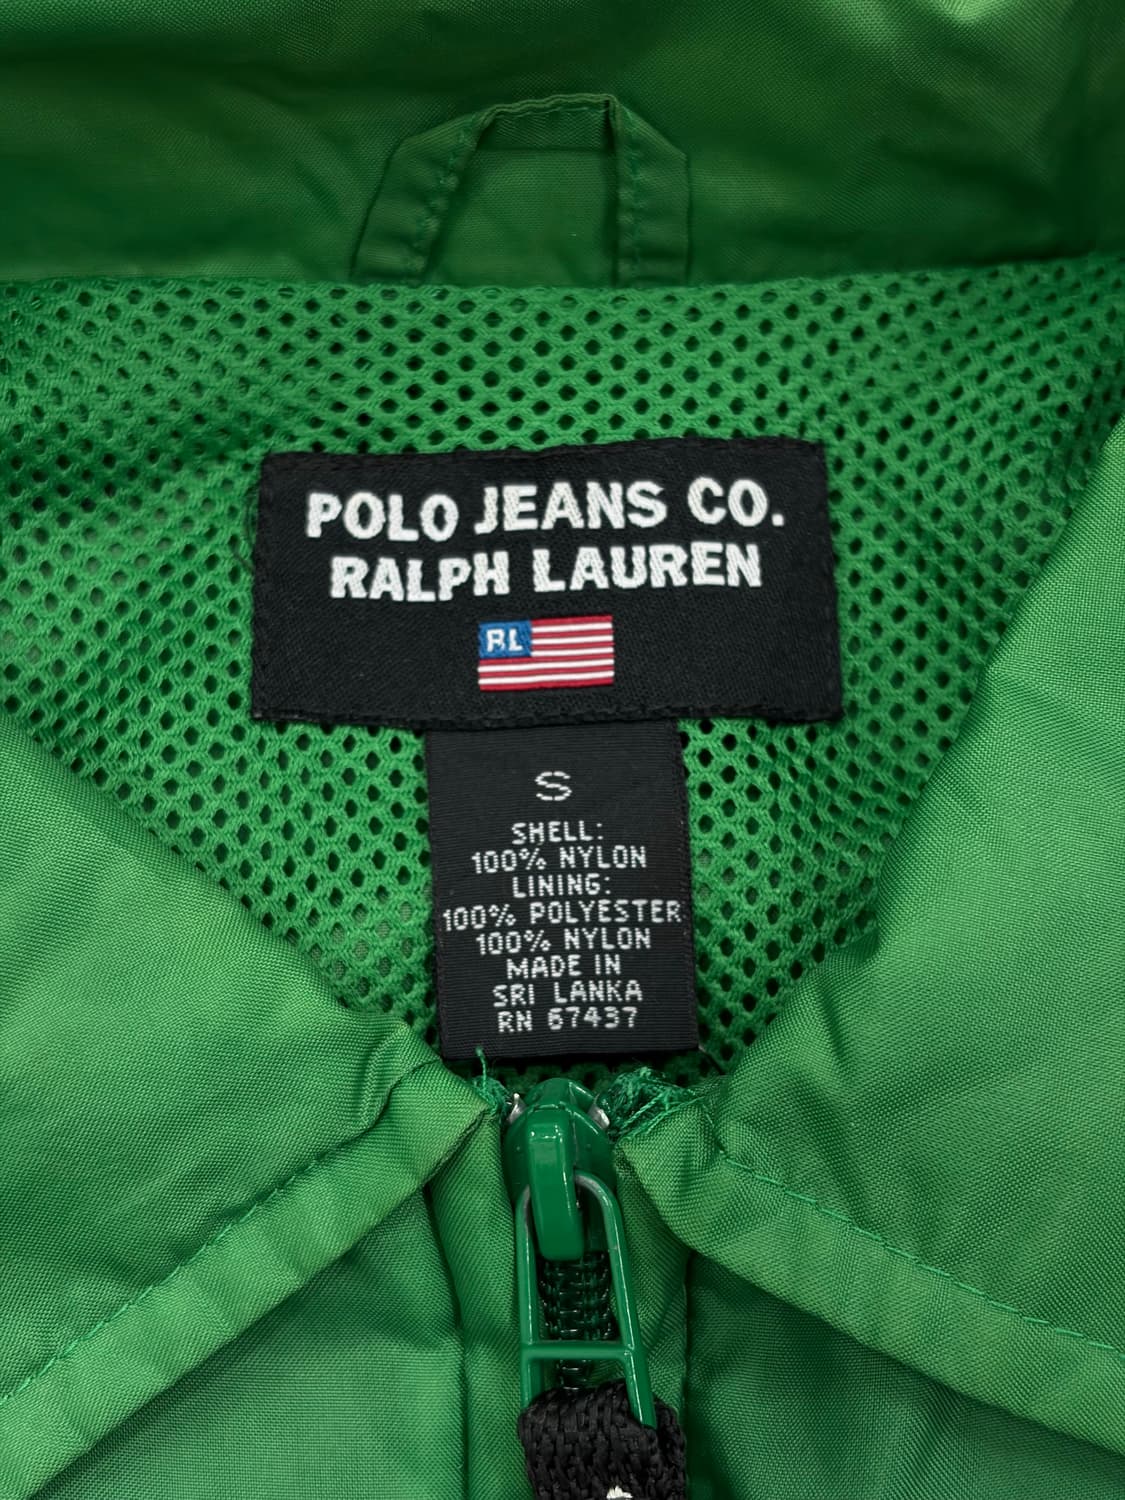 POLO JEANS CO.
RALPH LAUREN
RL
S
SHELL:
100% NYLON
LINING:
100% POLYESTER
100% NYLON
MADE IN
SRI LANKA
RN 67437